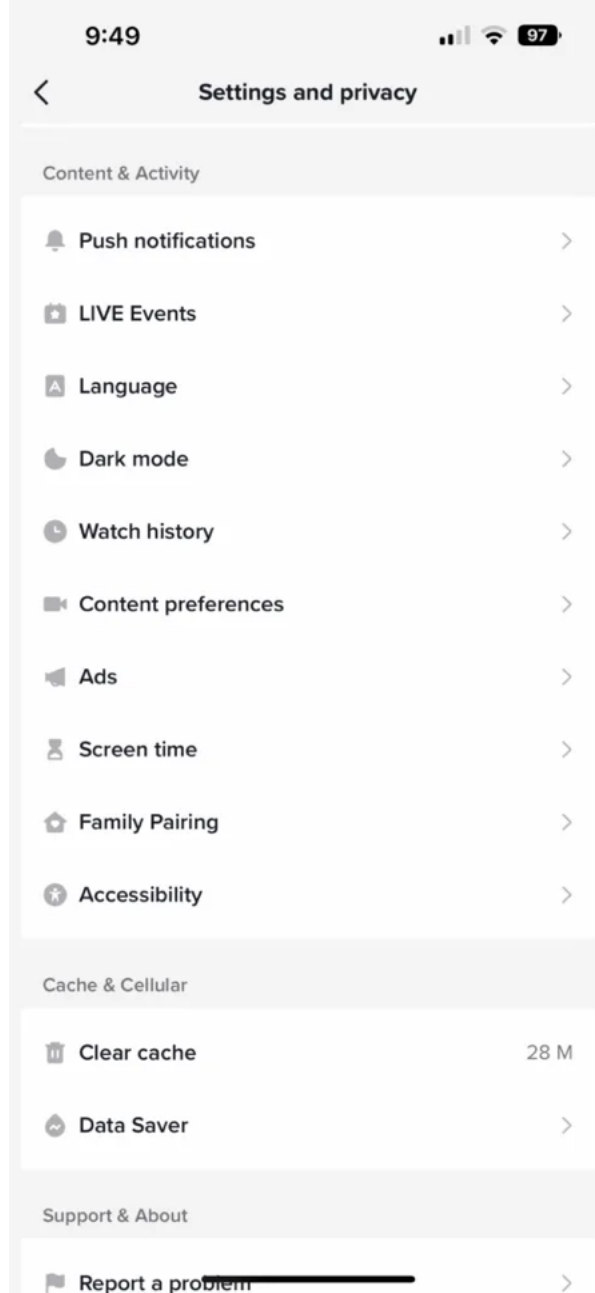 9:49
97
Settings and privacy
Content & Activity
Push notifications
LIVE Events
Language
Dark mode
Watch history
Content preferences
Ads
Screen time
Family Pairing
Accessibility
Cache & Cellular
Clear cache 28 M
Data Saver
Support & About
Report a problem